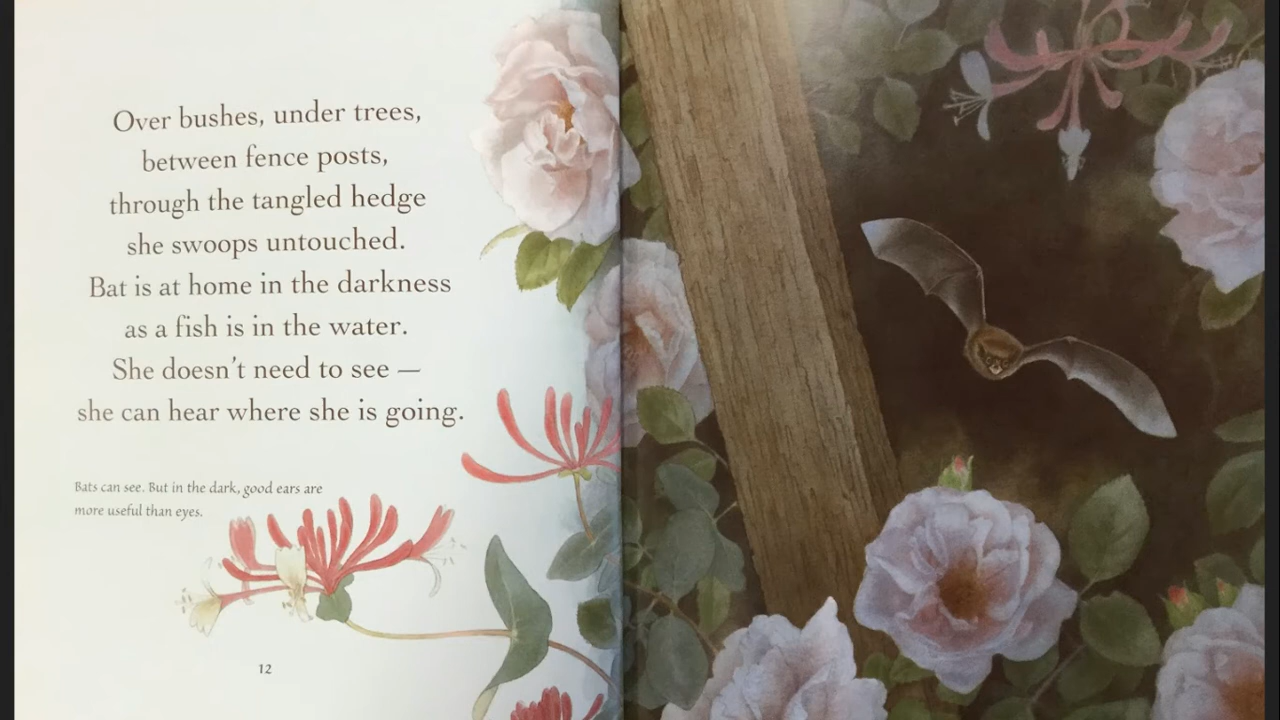 Over bushes, under trees,
between fence posts,
through the tangled hedge
she swoops untouched.
Bat is at home in the darkness
as a fish is in the water.
She doesn't need to see —
she can hear where she is going.
Bats can see. But in the dark, good ears are
more useful than eyes.
12